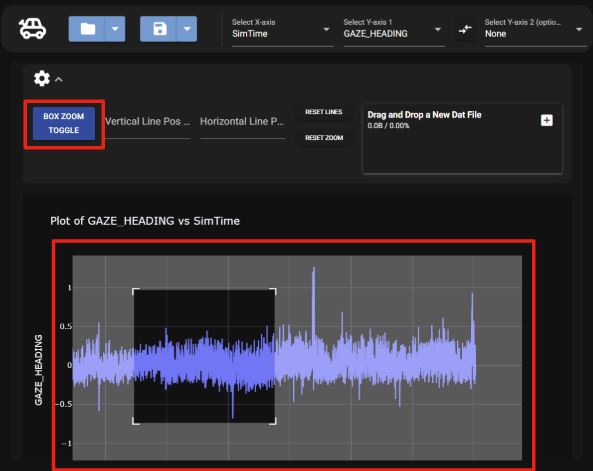 Select X-axis
SimTime
Select Y-axis 1
GAZE_HEADING
Select Y-axis 2 (optio...
None
BOX ZOOM
TOGGLE
Vertical Line Pos ...
Horizontal Line P...
RESET LINES
RESET ZOOM
Drag and Drop a New Dat File
0.0B / 0.00%
Plot of GAZE_HEADING vs SimTime
GAZE_HEADING
1
0.5
0
−0.5
−1